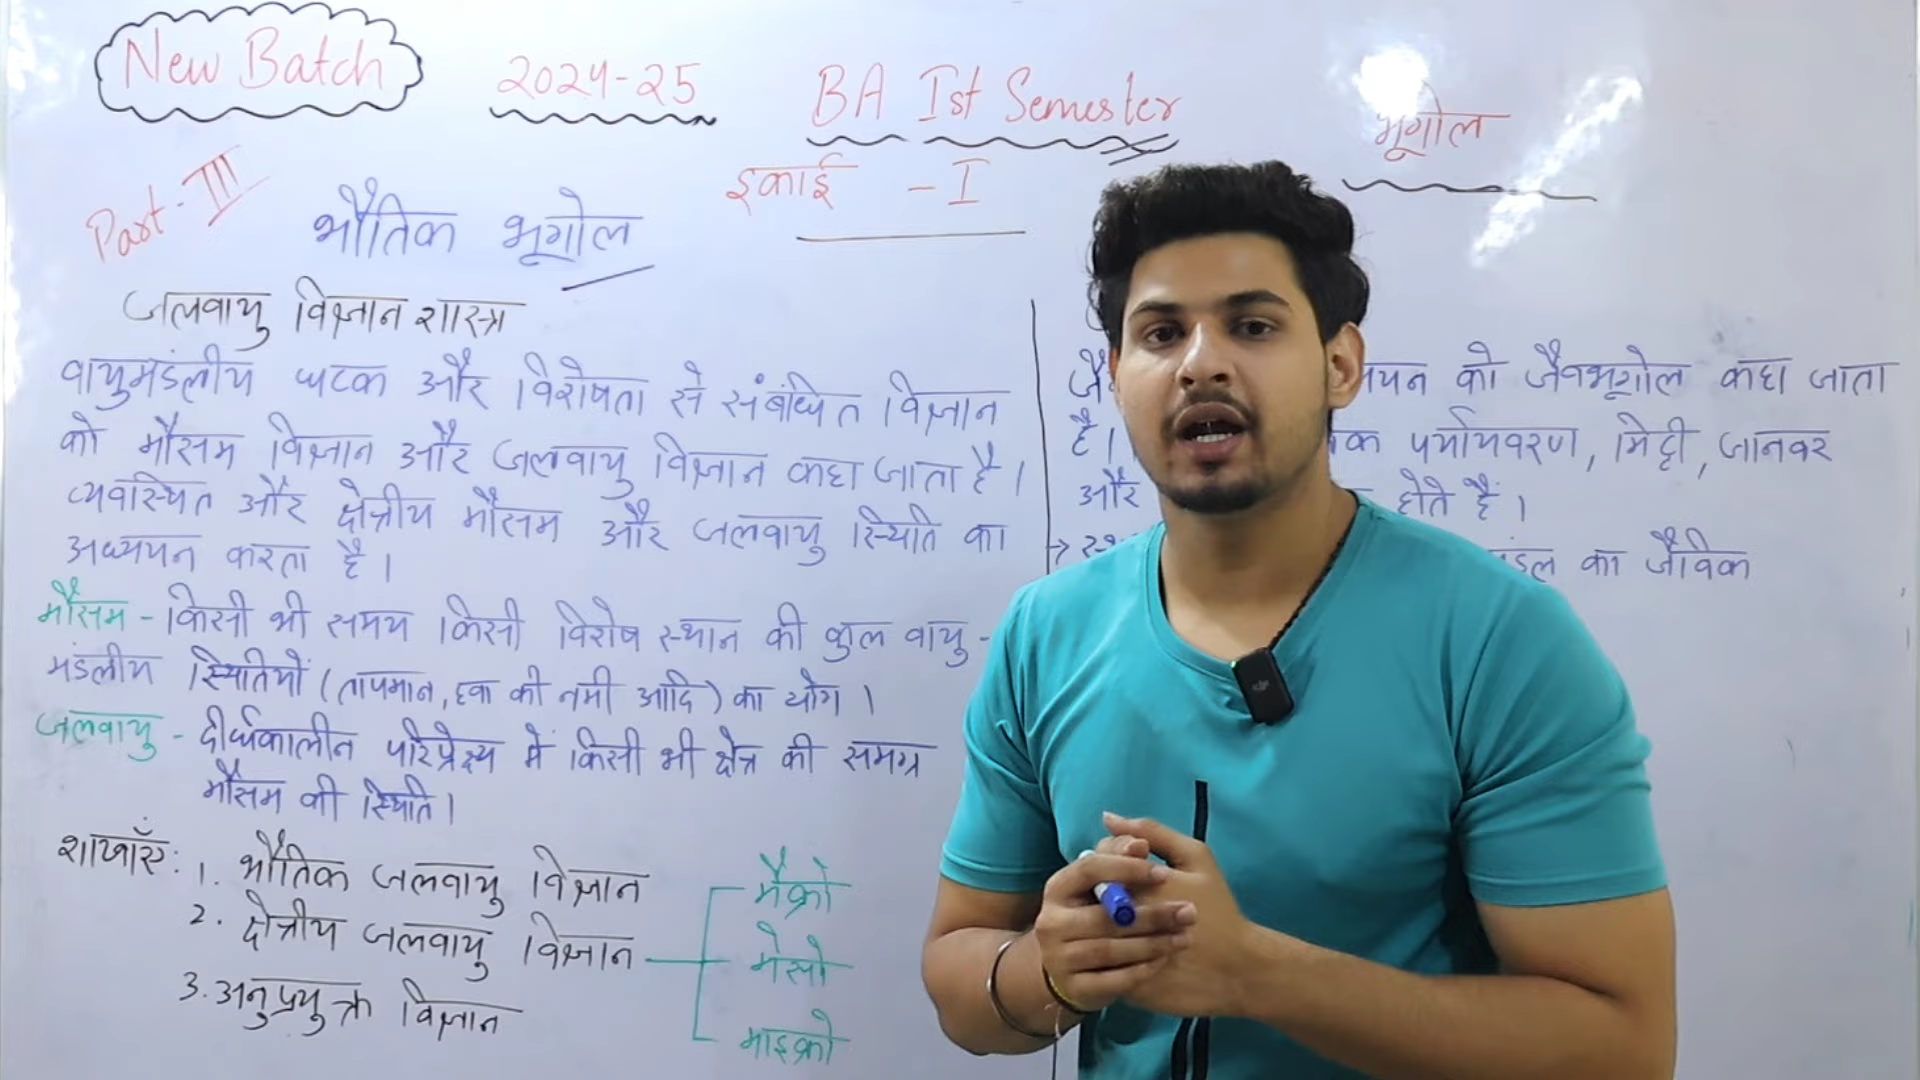 New Batch
2024-25
BA Ist Semester
भूगोल
Part-III
इकाई - I
भौतिक भूगोल
जलवायु विज्ञान शास्त्र
वायुमंडलीय घटक और विशेषता से संबंधित विज्ञान
को मौसम विज्ञान और जलवायु विज्ञान कहा जाता है।
व्यवस्थित और क्षेत्रीय मौसम और जलवायु स्थिति का
अध्ययन करता है।
मौसम - किसी भी समय किसी विशेष स्थान की कुल वायु-
मंडलीय स्थितियों (तापमान, हवा की नमी आदि) का योग।
जलवायु - दीर्घकालीन परिप्रेक्ष्य में किसी भी क्षेत्र की समग्र
मौसम की स्थिति।
शाखाएँ: 1. भौतिक जलवायु विज्ञान
2. क्षेत्रीय जलवायु विज्ञान
3. अनुप्रयुक्त विज्ञान
मैक्रो
मेसो
माइक्रो
को जैवभूगोल कहा जाता
है। पर्यायवरण, मिट्टी, जानवर
और होते हैं।
→ का जैविक